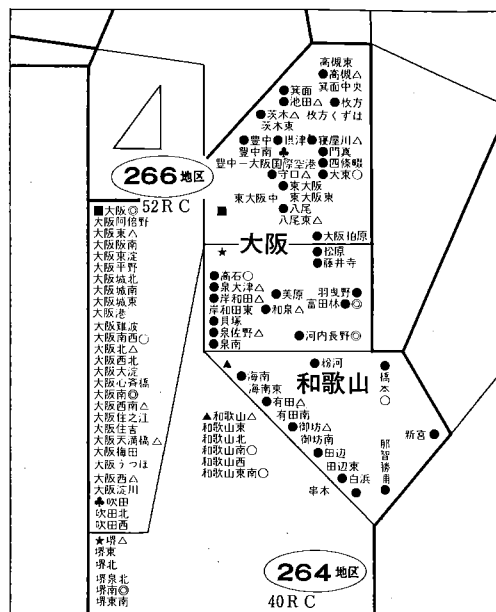 高槻東
●高槻△
箕面中央
●箕面
●池田△ ●枚方
●茨木△ 枚方くずは
茨木東
●豊中 ●摂津 ●寝屋川△
豊中南 ♣ ●門真
豊中－大阪国際空港 ●四條畷
●守口△ ●大東○
●東大阪
東大阪中 東大阪東
■ ●八尾
八尾東△
266地区
52RC
■大阪◎
大阪阿倍野
大阪東△
大阪阪南
大阪東淀
大阪平野
大阪城北
大阪城南
大阪城東
大阪港
大阪難波
大阪南西○
大阪北△
大阪西北
大阪大淀
大阪心斉橋
大阪南◎
大阪西南△
大阪住之江
大阪住吉
大阪天満橋△
大阪梅田
大阪うつほ
大阪西△
大阪淀川
♣吹田
吹田北
吹田西
★堺△
堺東
堺北
堺泉北
堺南◎
堺東南
大阪
●大阪柏原
★ ●松原
●藤井寺
●高石○
●泉大津△ ●美原 羽曳野●
●岸和田△ 富田林●◎
岸和田東 ●和泉△
●貝塚
●泉佐野△ ●河内長野◎
●泉南
▲ ●粉河
●橋本○
●海南 和歌山
海南東
●有田△
▲和歌山△ 有田南
和歌山東 ●御坊△
和歌山北 御坊南
和歌山南○ ●田辺
和歌山西 田辺東
和歌山東南○ ●白浜
串本 ●
新宮●
那智勝浦●
264地区
40RC